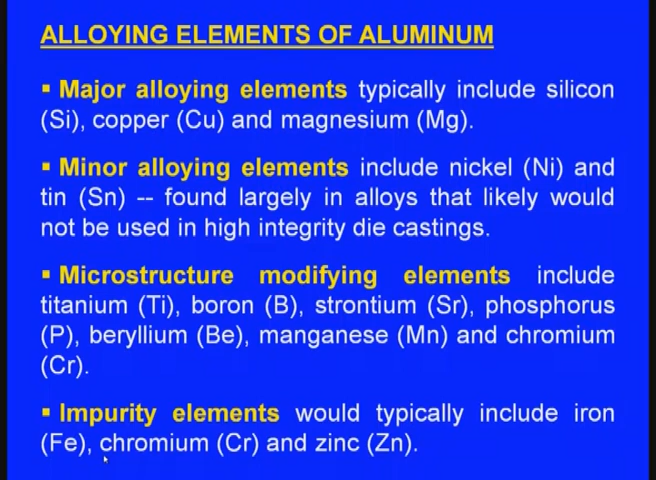 ALLOYING ELEMENTS OF ALUMINUM
▪ Major alloying elements typically include silicon
(Si), copper (Cu) and magnesium (Mg).
▪ Minor alloying elements include nickel (Ni) and
tin (Sn) -- found largely in alloys that likely would
not be used in high integrity die castings.
▪ Microstructure modifying elements include
titanium (Ti), boron (B), strontium (Sr), phosphorus
(P), beryllium (Be), manganese (Mn) and chromium
(Cr).
▪ Impurity elements would typically include iron
(Fe), chromium (Cr) and zinc (Zn).